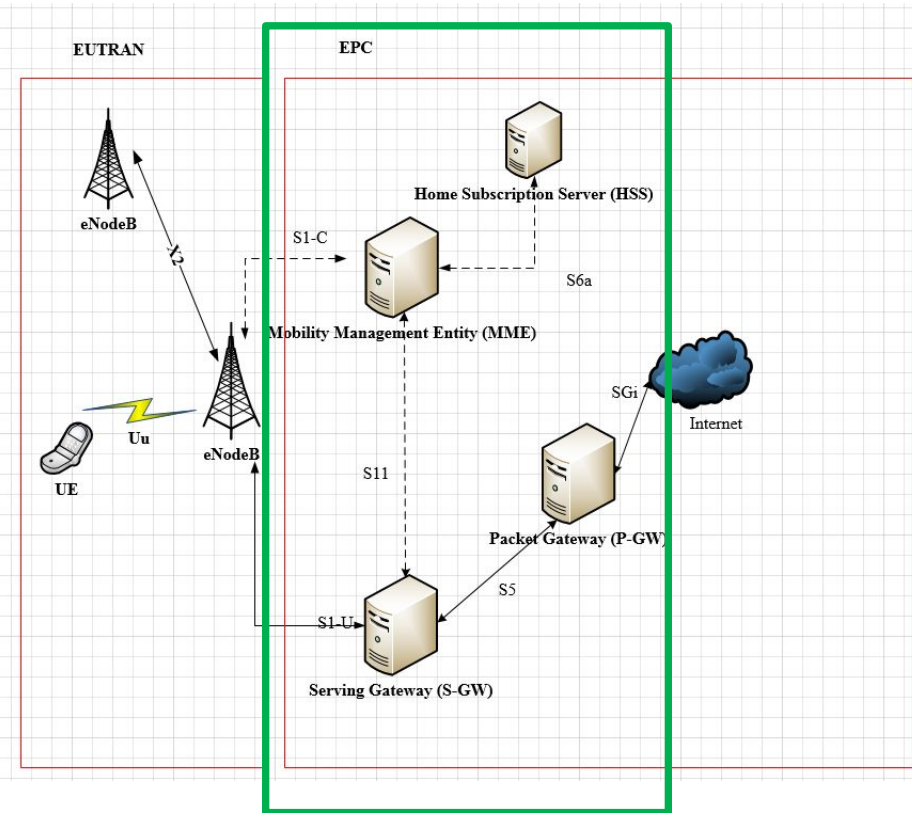 EUTRAN
EPC
Home Subscription Server (HSS)
eNodeB
X2
S1-C
S6a
Mobility Management Entity (MME)
SGi
Internet
Uu
eNodeB
UE
S11
Packet Gateway (P-GW)
S5
S1-U
Serving Gateway (S-GW)